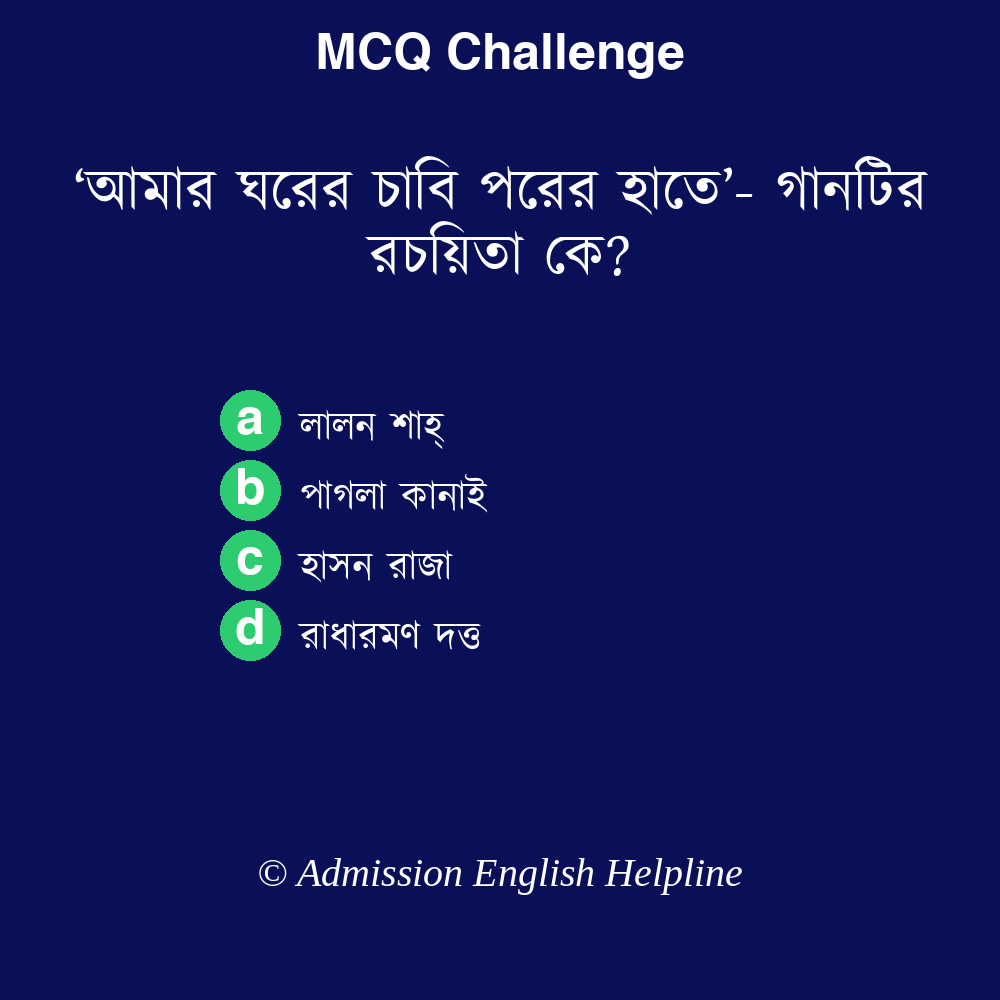 MCQ Challenge
‘আমার ঘরের চাবি পরের হাতে’- গানটির
রচয়িতা কে?
a লালন শাহ্
b পাগলা কানাই
c হাসন রাজা
d রাধারমণ দত্ত
© Admission English Helpline